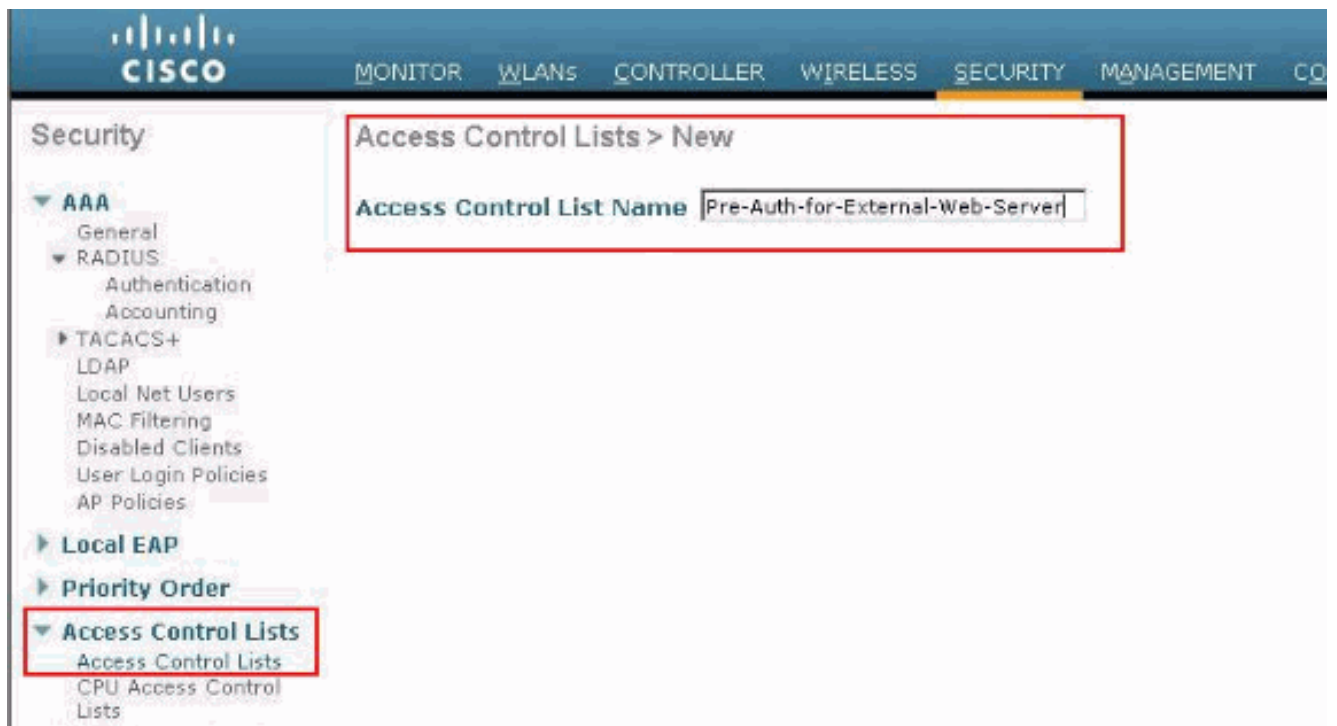 CISCO
MONITOR WLANs CONTROLLER WIRELESS SECURITY MANAGEMENT
Security
AAA
General
RADIUS
Authentication
Accounting
TACACS+
LDAP
Local Net Users
MAC Filtering
Disabled Clients
User Login Policies
AP Policies
Local EAP
Priority Order
Access Control Lists
Access Control Lists
CPU Access Control
Lists
Access Control Lists > New
Access Control List Name Pre-Auth-for-External-Web-Server